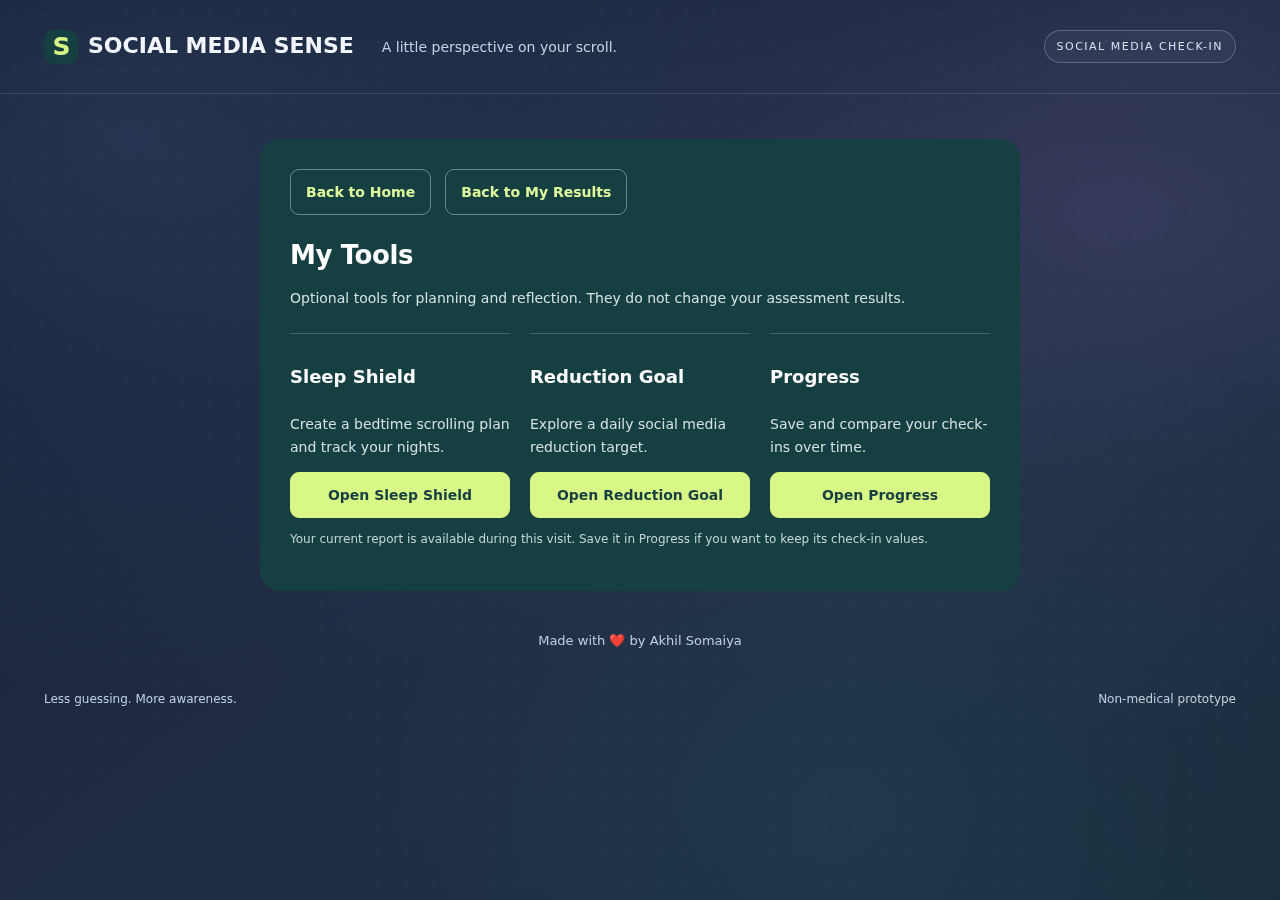 S SOCIAL MEDIA SENSE A little perspective on your scroll. SOCIAL MEDIA CHECK-IN
Back to Home Back to My Results
My Tools
Optional tools for planning and reflection. They do not change your assessment results.
Sleep Shield
Create a bedtime scrolling plan
and track your nights.
Open Sleep Shield
Reduction Goal
Explore a daily social media
reduction target.
Open Reduction Goal
Progress
Save and compare your check-
ins over time.
Open Progress
Your current report is available during this visit. Save it in Progress if you want to keep its check-in values.
Made with ❤️ by Akhil Somaiya
Less guessing. More awareness. Non-medical prototype